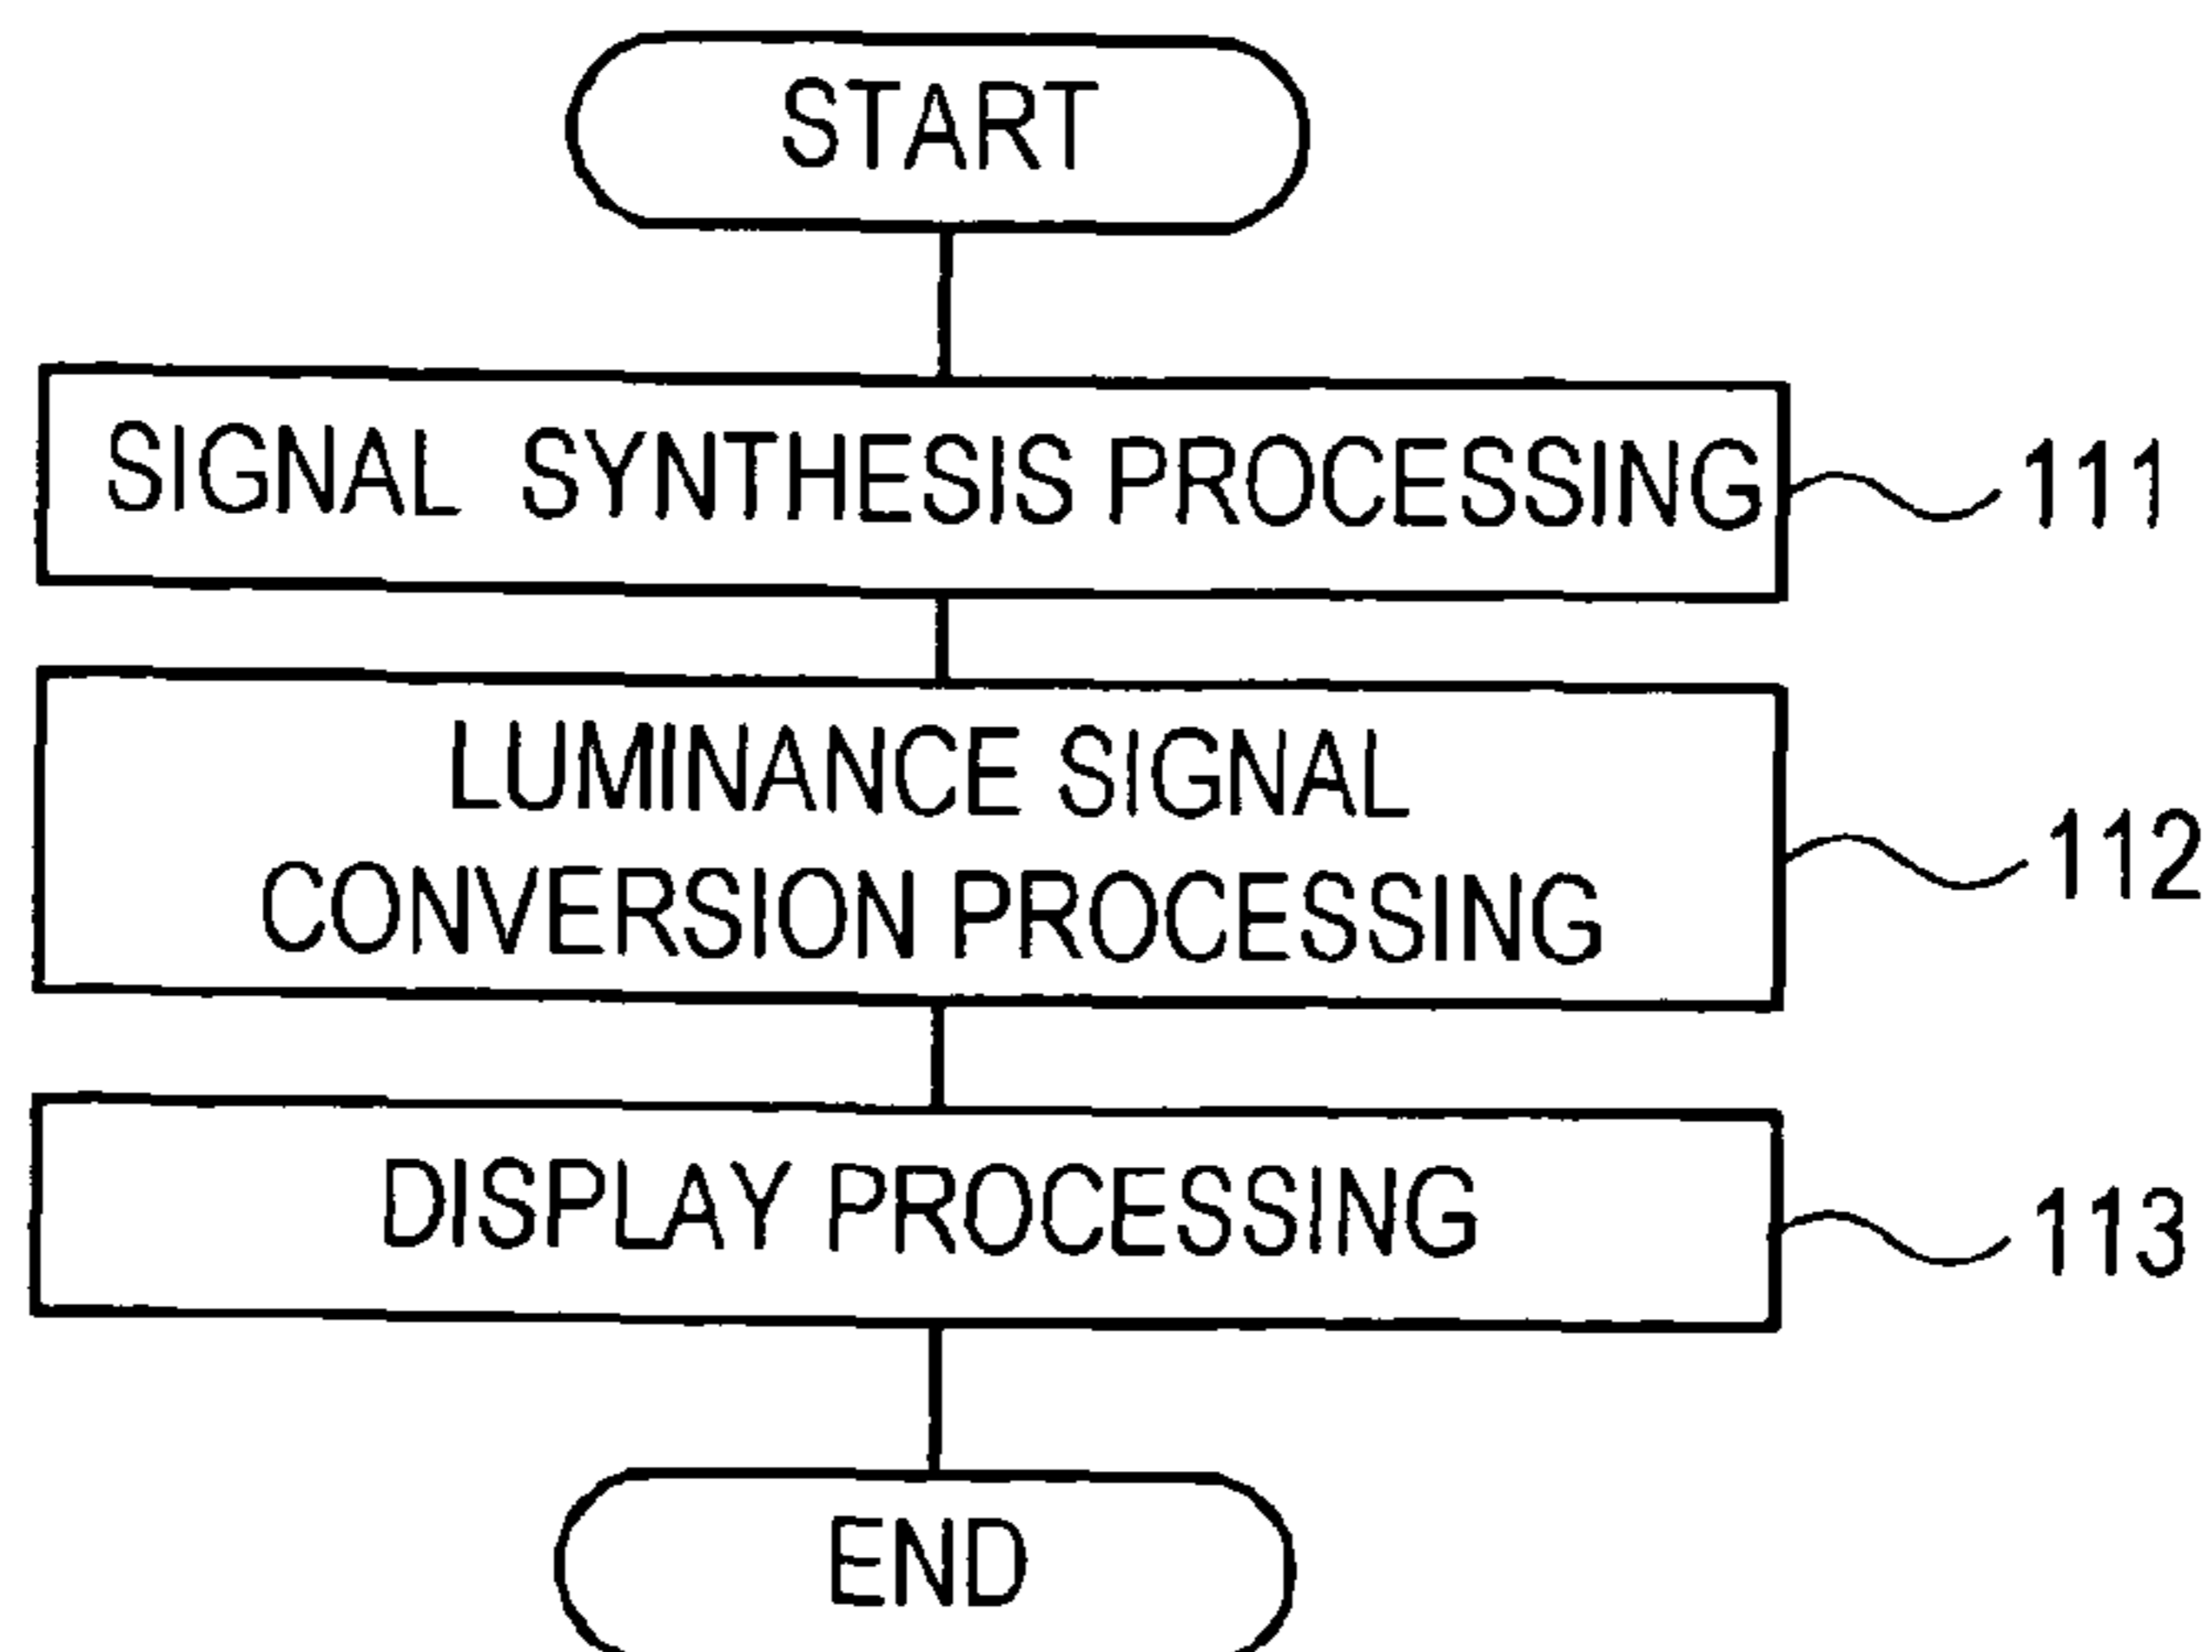 START
SIGNAL SYNTHESIS PROCESSING
111
LUMINANCE SIGNAL
CONVERSION PROCESSING
112
DISPLAY PROCESSING
113
END